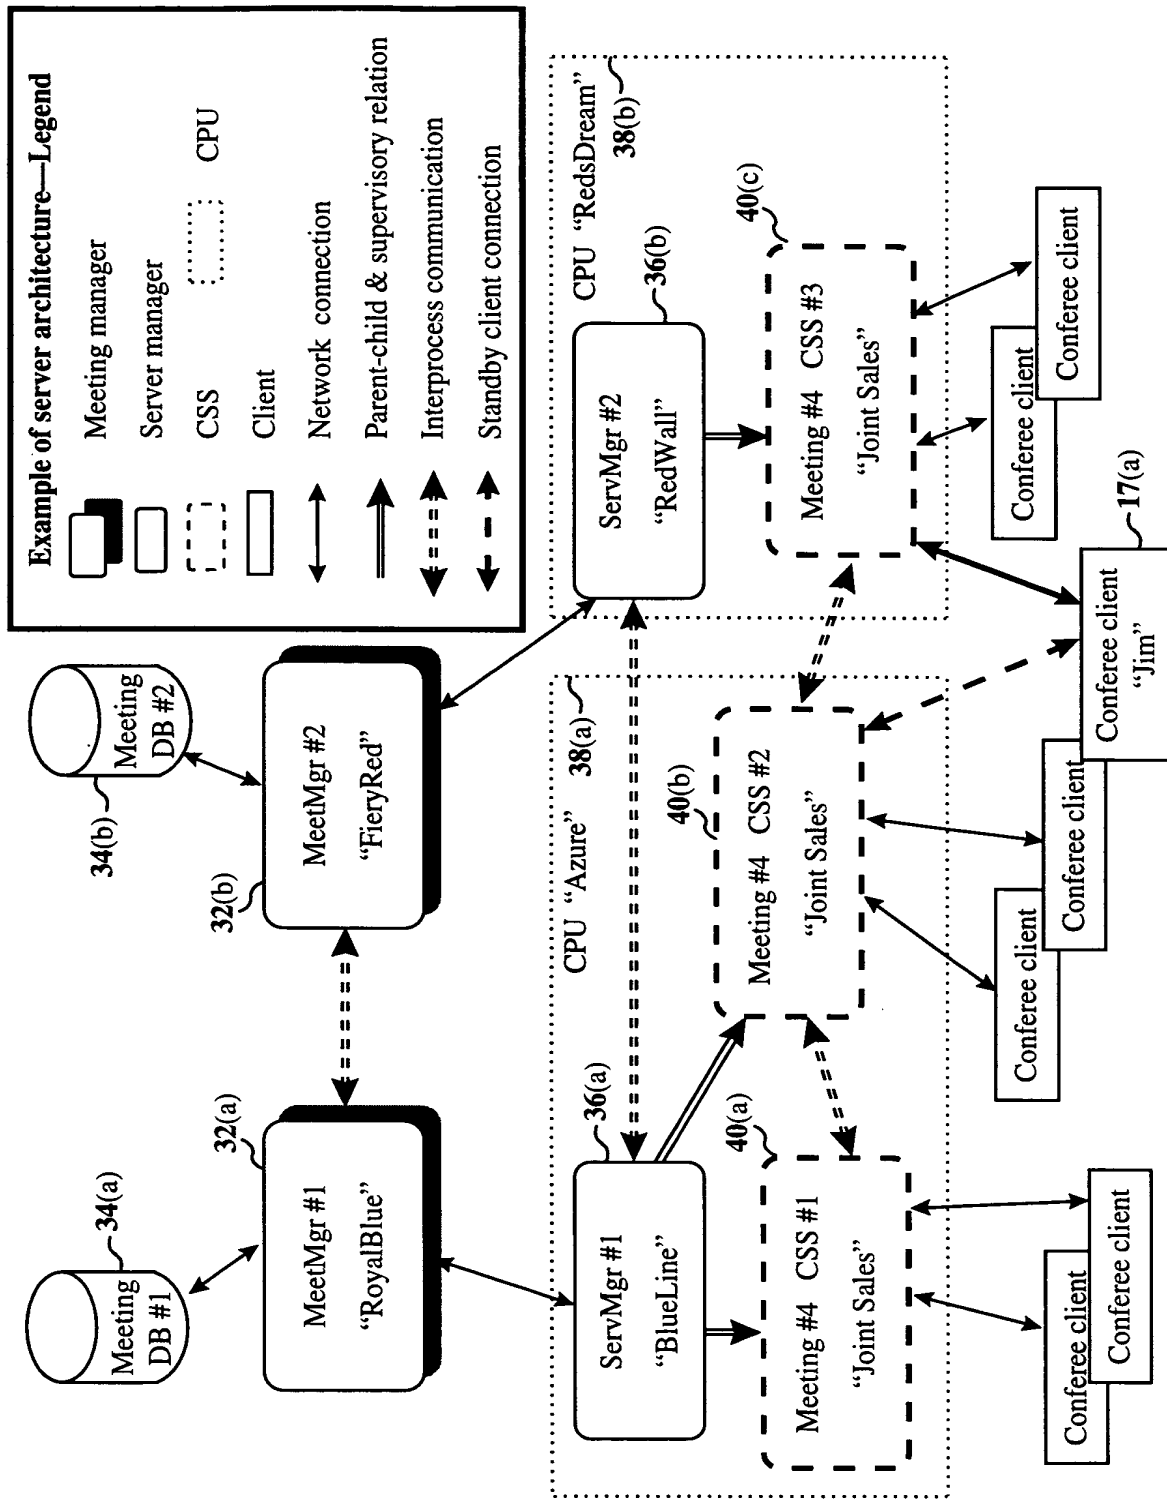 Example of server architecture—Legend
Meeting manager
Server manager
CSS
CPU
Client
Network connection
Parent-child & supervisory relation
Interprocess communication
Standby client connection
34(a)
Meeting
DB #1
34(b)
Meeting
DB #2
32(a)
MeetMgr #1
“RoyalBlue”
32(b)
MeetMgr #2
“FieryRed”
CPU “Azure”
38(a)
CPU “RedsDream”
38(b)
36(a)
ServMgr #1
“BlueLine”
36(b)
ServMgr #2
“RedWall”
40(a)
Meeting #4 CSS #1
“Joint Sales”
40(b)
Meeting #4 CSS #2
“Joint Sales”
40(c)
Meeting #4 CSS #3
“Joint Sales”
Conferee client
Conferee client
Conferee client
Conferee client
Conferee client
“Jim”
17(a)
Conferee client
Conferee client